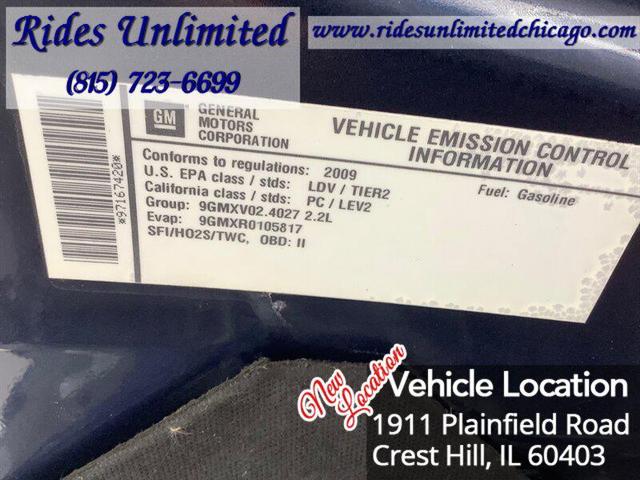 Rides Unlimited
(815) 723-6699
www.ridesunlimitedchicago.com
GM
GENERAL
MOTORS
CORPORATION
VEHICLE EMISSION CONTROL
INFORMATION
Conforms to regulations: 2009
U.S. EPA class / stds: LDV / TIER2
California class / stds: PC / LEV2
Group: 9GMXV02.4027 2.2L
Evap: 9GMXR0105817
SFI/HO2S/TWC, OBD: II
Fuel: Gasoline
*97167420*
New
Location
Vehicle Location
1911 Plainfield Road
Crest Hill, IL 60403